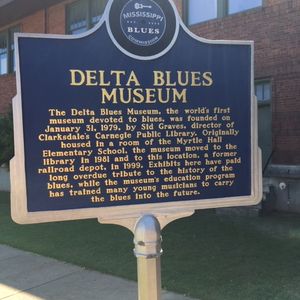 MISSISSIPPI
BLUES
COMMISSION
DELTA BLUES
MUSEUM
The Delta Blues Museum, the world's first
museum devoted to blues, was founded on
January 31, 1979, by Sid Graves, director of
Clarksdale's Carnegie Public Library. Originally
housed in a room of the Myrtle Hall
Elementary School, the museum moved to the
library in 1981 and to this location, a former
railroad depot, in 1999. Exhibits here have paid
long overdue tribute to the history of the
blues, while the museum's education program
has trained many young musicians to carry
the blues into the future.